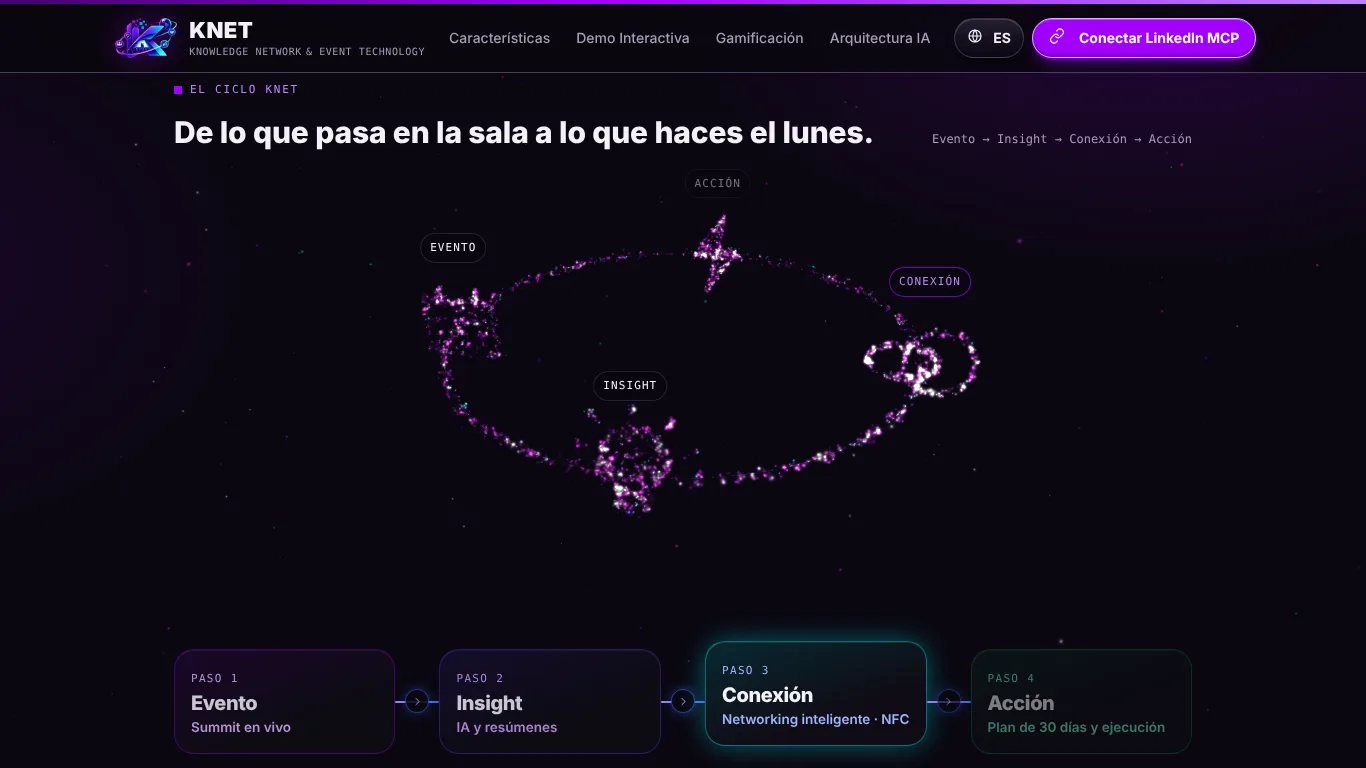 KNET
KNOWLEDGE NETWORK & EVENT TECHNOLOGY
Características
Demo Interactiva
Gamificación
Arquitectura IA
ES
Conectar LinkedIn MCP
EL CICLO KNET
De lo que pasa en la sala a lo que haces el lunes.
Evento → Insight → Conexión → Acción
ACCIÓN
EVENTO
CONEXIÓN
INSIGHT
PASO 1
Evento
Summit en vivo
PASO 2
Insight
IA y resúmenes
PASO 3
Conexión
Networking inteligente · NFC
PASO 4
Acción
Plan de 30 días y ejecución